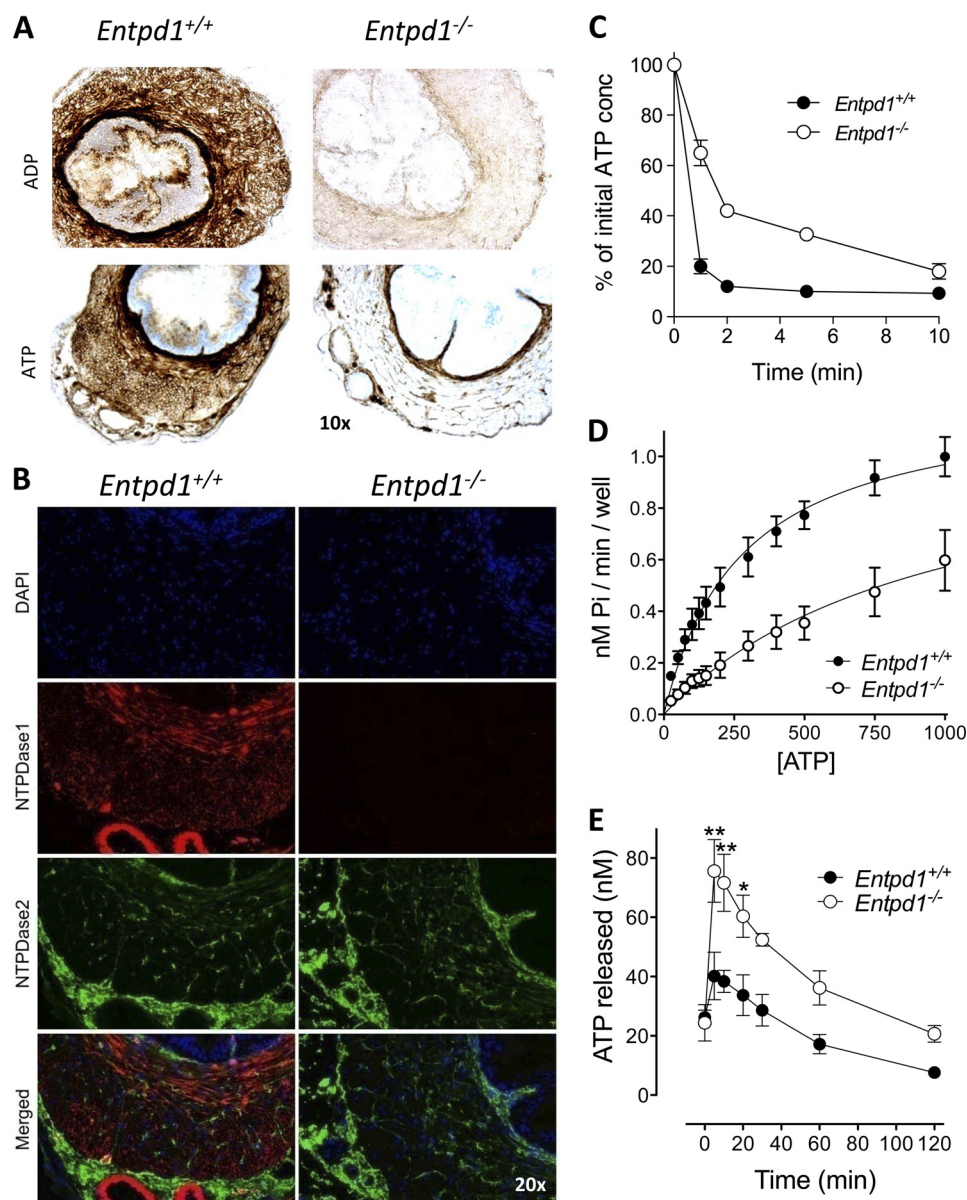 A
Entpd1+/+
Entpd1-/-
ADP
ATP
10x
B
Entpd1+/+
Entpd1-/-
DAPI
NTPDase1
NTPDase2
Merged
20x
C
100
80
60
40
20
0
% of initial ATP conc
Entpd1+/+
Entpd1-/-
0
2
4
6
8
10
Time (min)
D
1.0
0.8
0.6
0.4
0.2
0.0
nM Pi / min / well
Entpd1+/+
Entpd1-/-
0
250
500
750
1000
[ATP]
E
80
60
40
20
0
ATP released (nM)
**
**
*
Entpd1+/+
Entpd1-/-
0
20
40
60
80
100
120
Time (min)